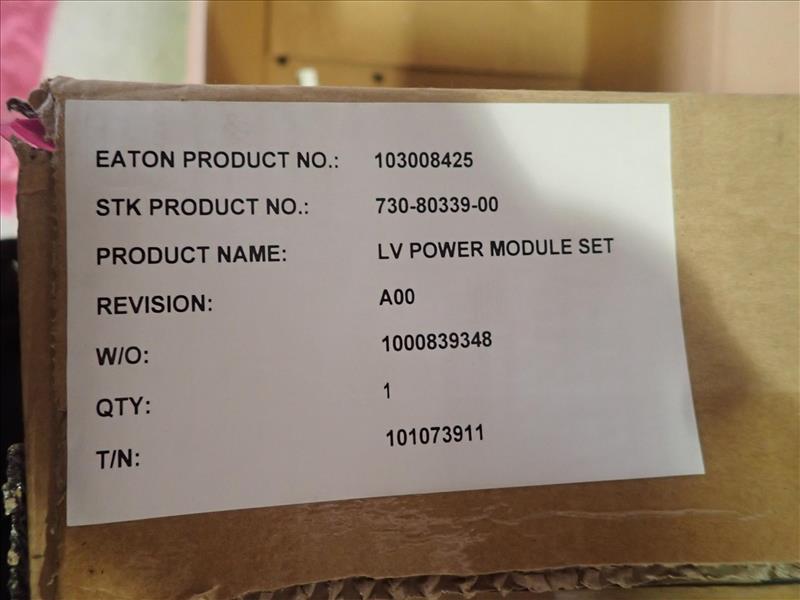 EATON PRODUCT NO.: 103008425
STK PRODUCT NO.: 730-80339-00
PRODUCT NAME: LV POWER MODULE SET
REVISION: A00
W/O: 1000839348
QTY: 1
T/N: 101073911